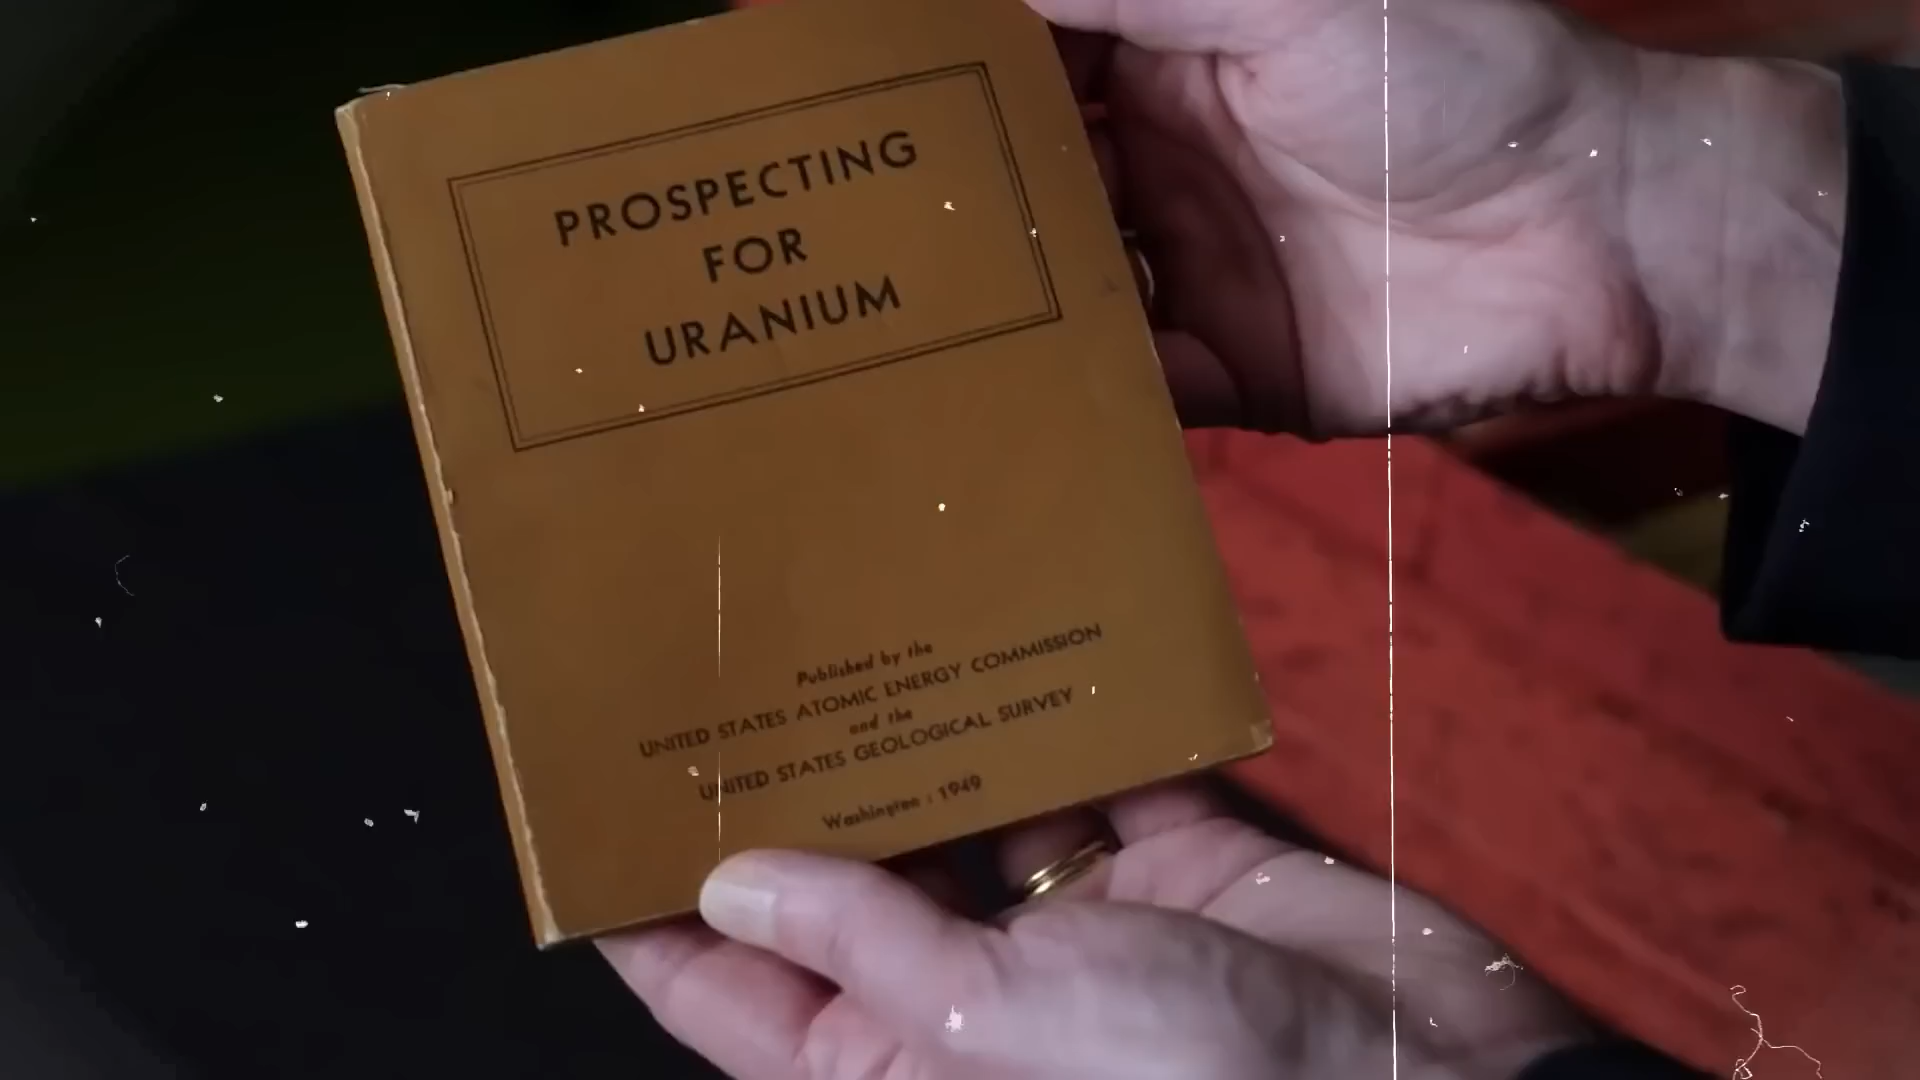 PROSPECTING
FOR
URANIUM
Published by the
UNITED STATES ATOMIC ENERGY COMMISSION
and the
UNITED STATES GEOLOGICAL SURVEY
Washington : 1949